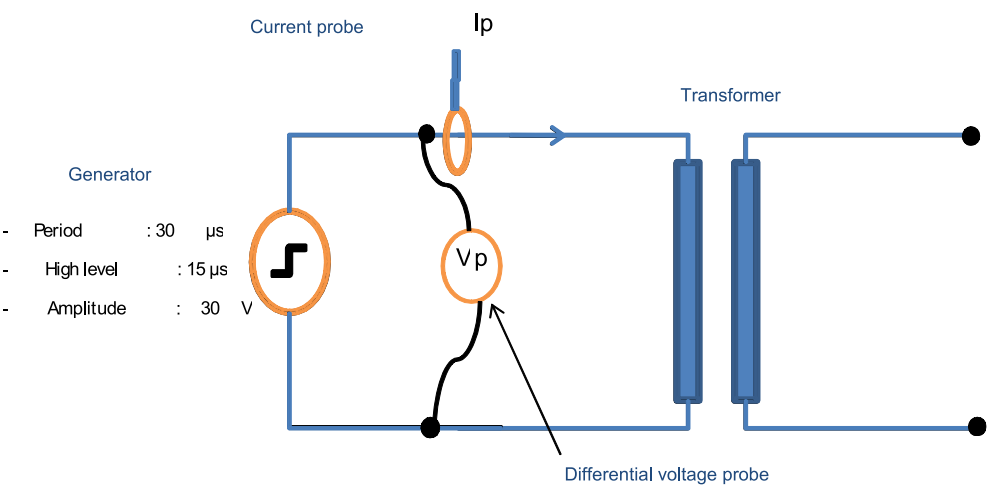 Current probe
Ip
Transformer
Generator
- Period : 30 µs
- High level : 15 µs
- Amplitude : 30 V
Vp
Differential voltage probe